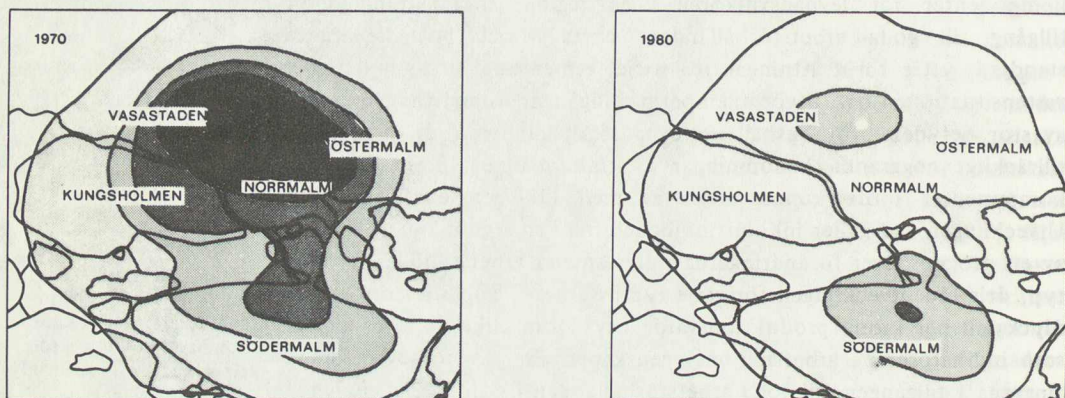 1970
VASASTADEN
ÖSTERMALM
KUNGSHOLMEN
NORRMALM
SÖDERMALM
1980
VASASTADEN
ÖSTERMALM
KUNGSHOLMEN
NORRMALM
SÖDERMALM